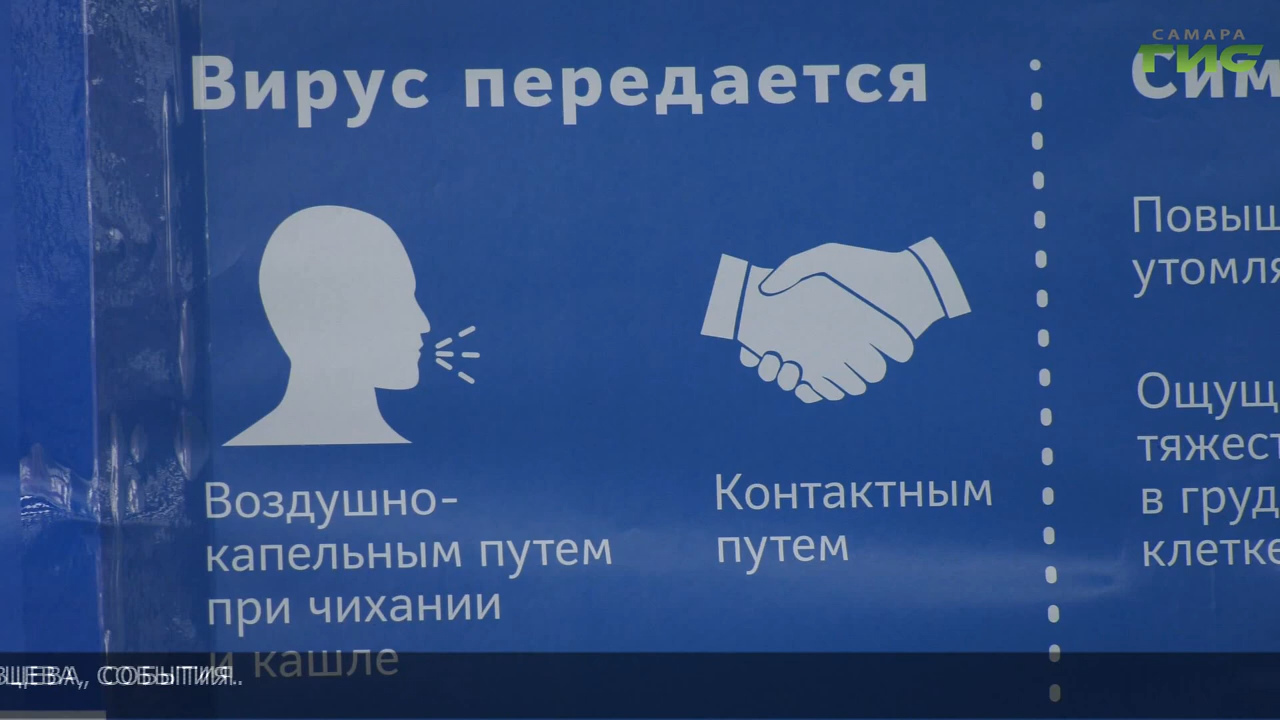 САМАРА
ГИС
Вирус передается
Воздушно-
капельным путем
при чихании
и кашле
Контактным
путем
Сим
Повыш
утомля
Ощущ
тяжест
в груд
клетке
СОБЫТИЯ..